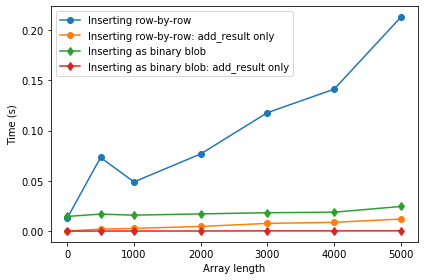 Inserting row-by-row
Inserting row-by-row: add_result only
Inserting as binary blob
Inserting as binary blob: add_result only
0.20
0.15
0.10
0.05
0.00
Time (s)
0 1000 2000 3000 4000 5000
Array length